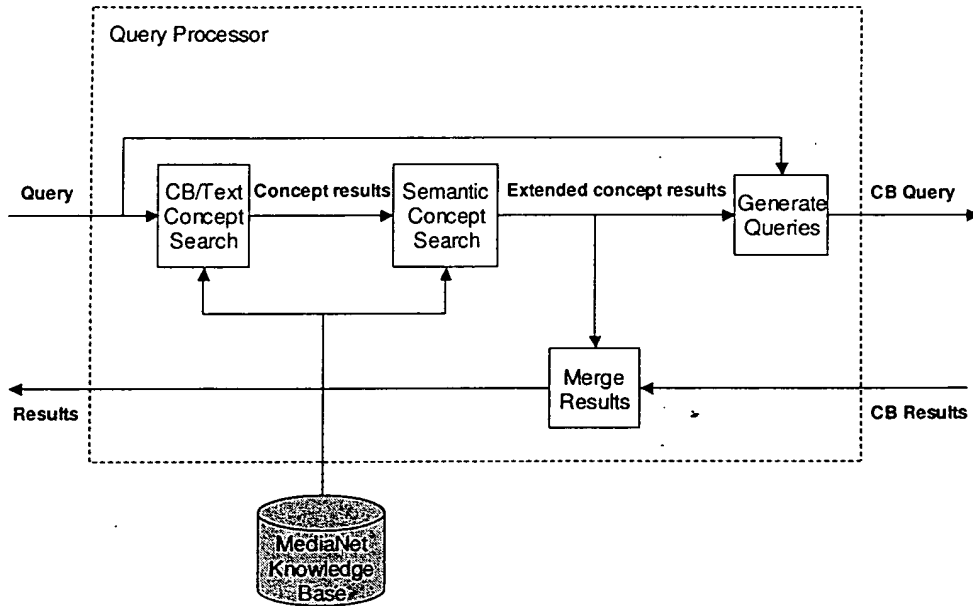 Query Processor
Query
CB/Text
Concept
Search
Concept results
Semantic
Concept
Search
Extended concept results
Generate
Queries
CB Query
Merge
Results
Results
CB Results
MediaNet
Knowledge
Base